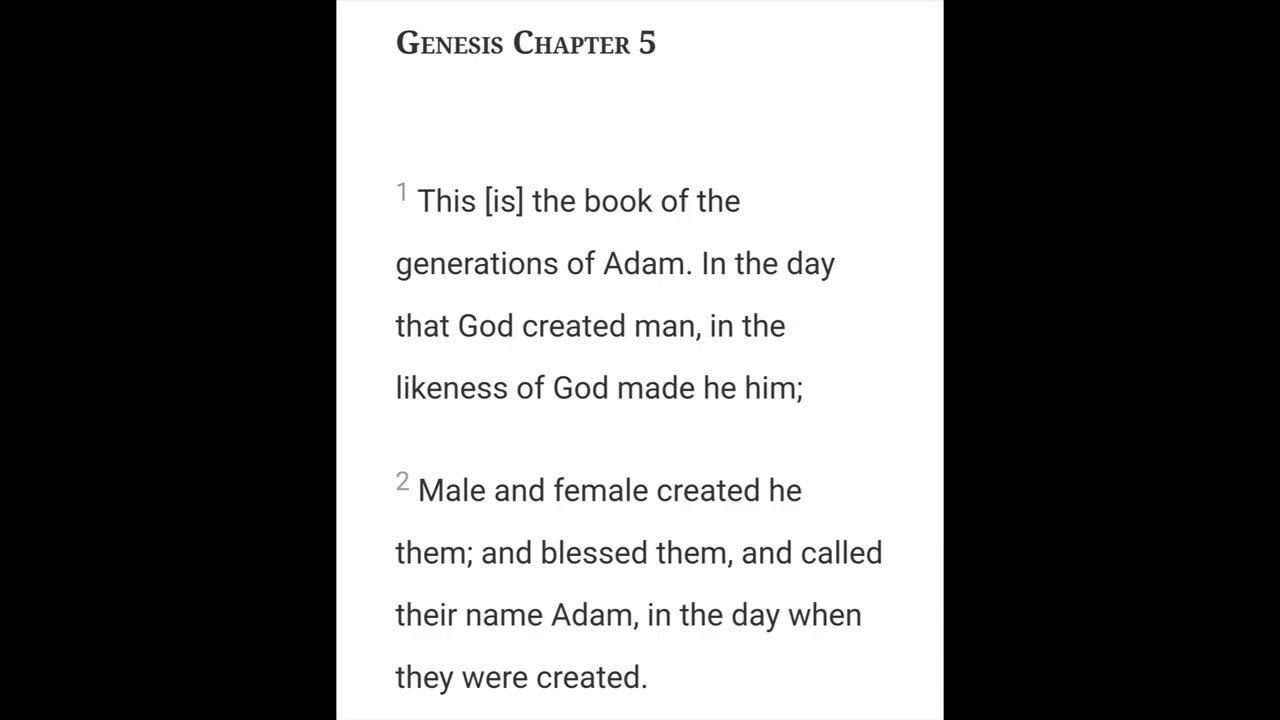 Genesis Chapter 5
1 This [is] the book of the
generations of Adam. In the day
that God created man, in the
likeness of God made he him;
2 Male and female created he
them; and blessed them, and called
their name Adam, in the day when
they were created.